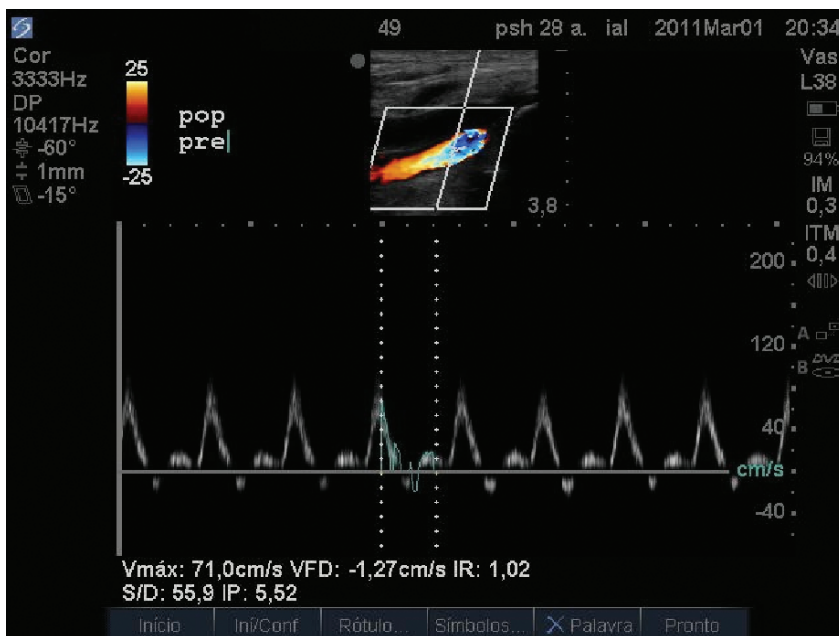 49 psh 28 a. ial 2011Mar01 20:34
Cor
3333Hz
DP
10417Hz
-60°
1mm
-15°
25
-25
pop
pre
3,8
Vas
L38
94%
IM
0,3
ITM
0,4
A
B
200
120
40
cm/s
-40
Vmáx: 71,0cm/s VFD: -1,27cm/s IR: 1,02
S/D: 55,9 IP: 5,52
Início Iní/Conf Rótulo... Símbolos... X Palavra Pronto